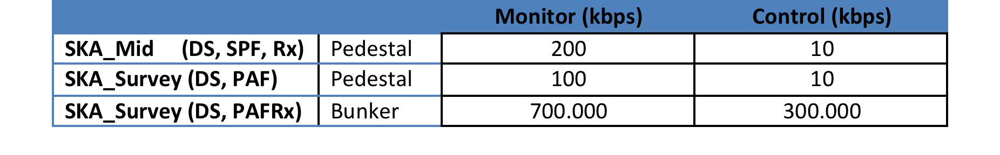 Monitor (kbps) Control (kbps)
SKA_Mid (DS, SPF, Rx) Pedestal 200 10
SKA_Survey (DS, PAF) Pedestal 100 10
SKA_Survey (DS, PAFRx) Bunker 700.000 300.000